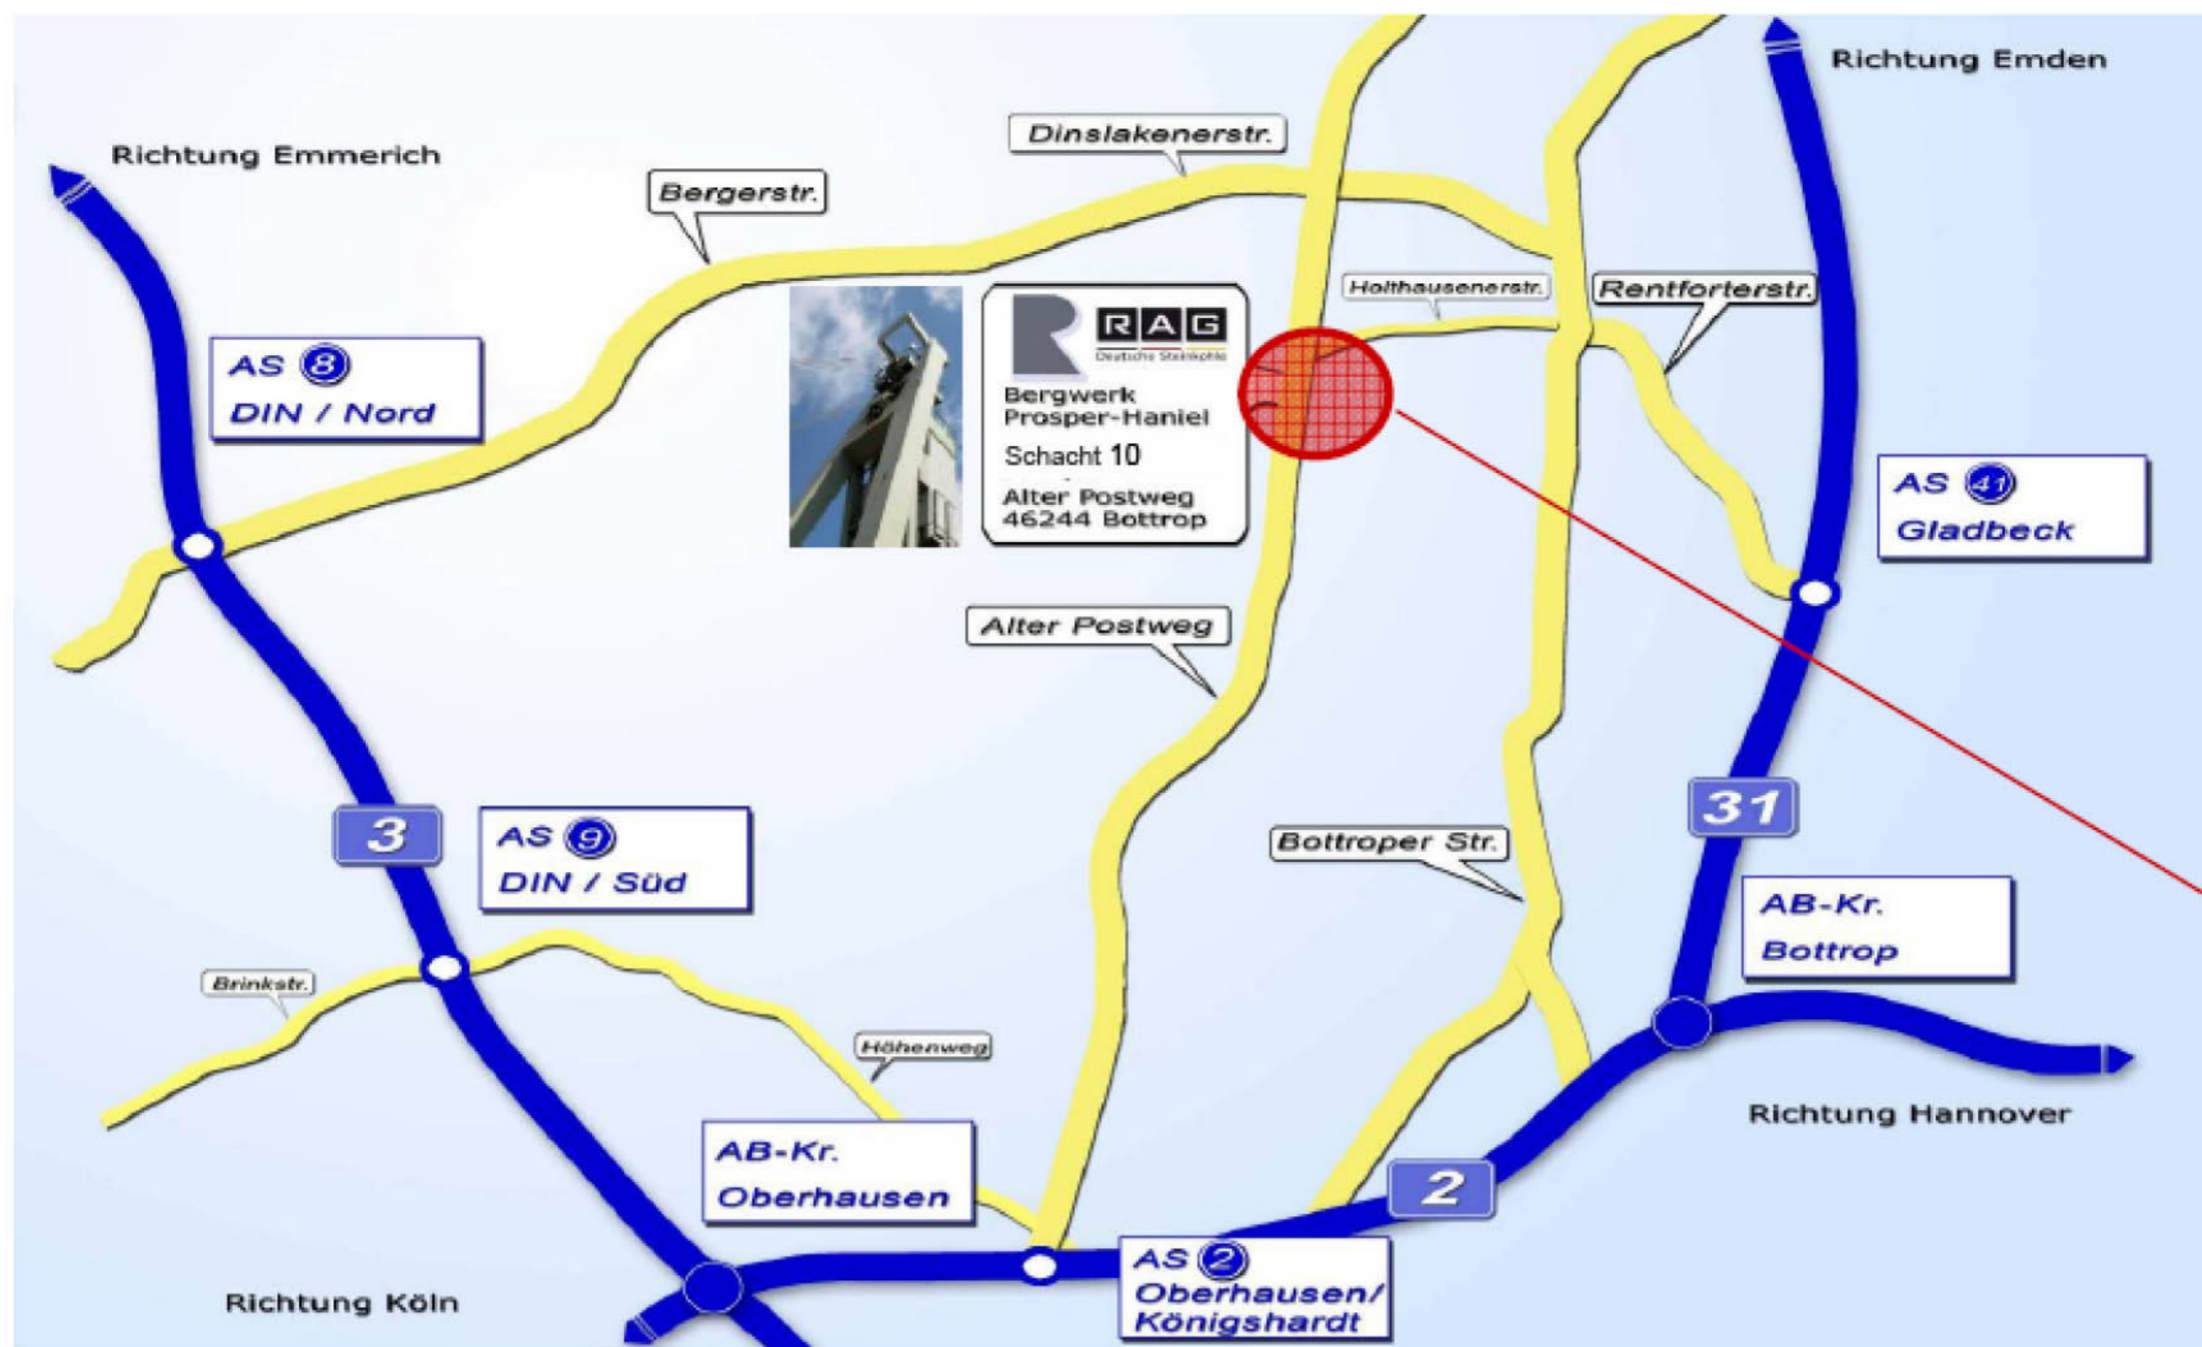 Richtung Emden
Richtung Emmerich
Dinslakenerstr.
Bergerstr.
Holthausenerstr.
Rentforterstr.
RAG
Deutsche Steinkohle
Bergwerk
Prosper-Haniel
Schacht 10
Alter Postweg
46244 Bottrop
AS 8
DIN / Nord
AS 41
Gladbeck
Alter Postweg
3
AS 9
DIN / Süd
31
Bottroper Str.
AB-Kr.
Bottrop
Brinkstr.
Höhenweg
Richtung Hannover
AB-Kr.
Oberhausen
2
AS 2
Oberhausen/
Königshardt
Richtung Köln